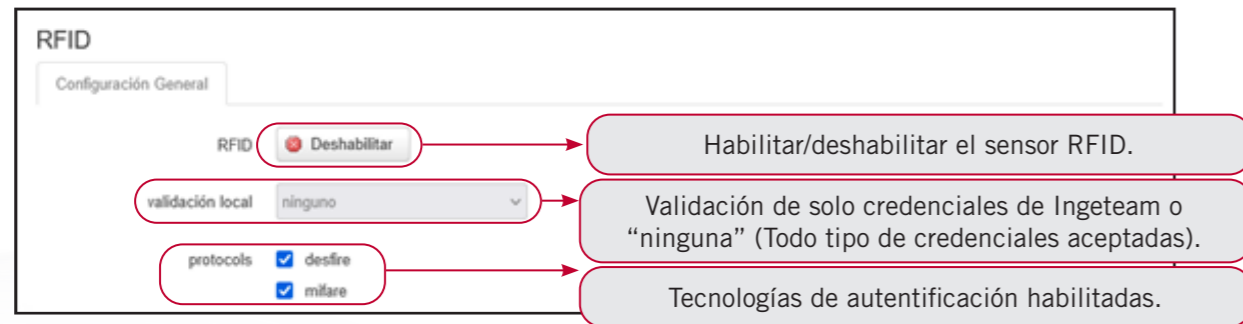 RFID
Configuración General
RFID Deshabilitar
Habilitar/deshabilitar el sensor RFID.
validación local ninguno
Validación de solo credenciales de Ingeteam o
“ninguna” (Todo tipo de credenciales aceptadas).
protocols desfire
mifare
Tecnologías de autentificación habilitadas.